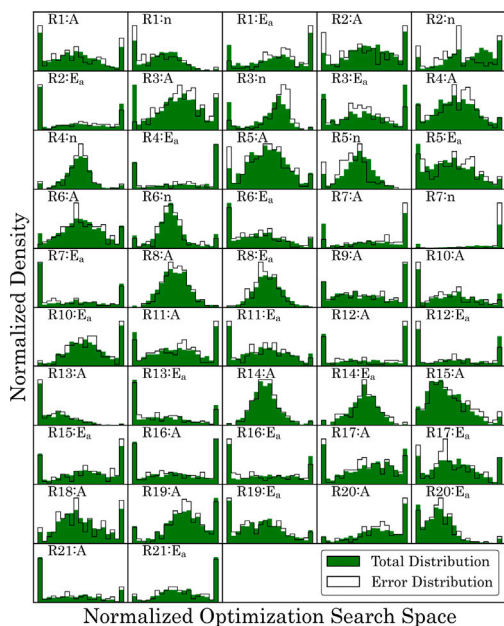 R1:A R1:n R1:Eₐ R2:A R2:n
R2:Eₐ R3:A R3:n R3:Eₐ R4:A
R4:n R4:Eₐ R5:A R5:n R5:Eₐ
R6:A R6:n R6:Eₐ R7:A R7:n
R7:Eₐ R8:A R8:Eₐ R9:A R10:A
R10:Eₐ R11:A R11:Eₐ R12:A R12:Eₐ
R13:A R13:Eₐ R14:A R14:Eₐ R15:A
R15:Eₐ R16:A R16:Eₐ R17:A R17:Eₐ
R18:A R19:A R19:Eₐ R20:A R20:Eₐ
R21:A R21:Eₐ
Total Distribution
Error Distribution
Normalized Density
Normalized Optimization Search Space